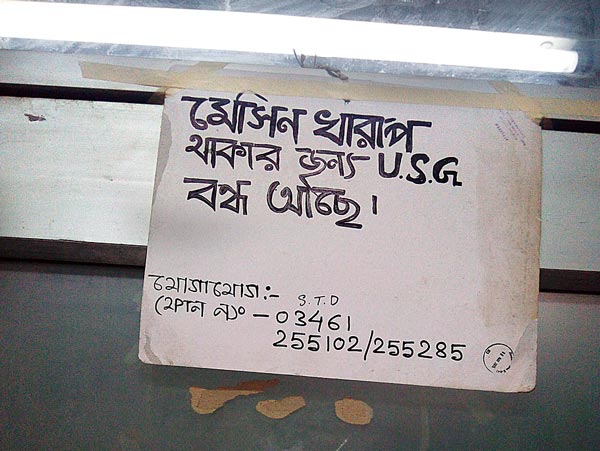 মেসিন খারাপ
থাকার জন্য U.S.G
বন্ধ আছে।
যোগাযোগ:- S.T.D
ফোন নং - 03461
255102/255285